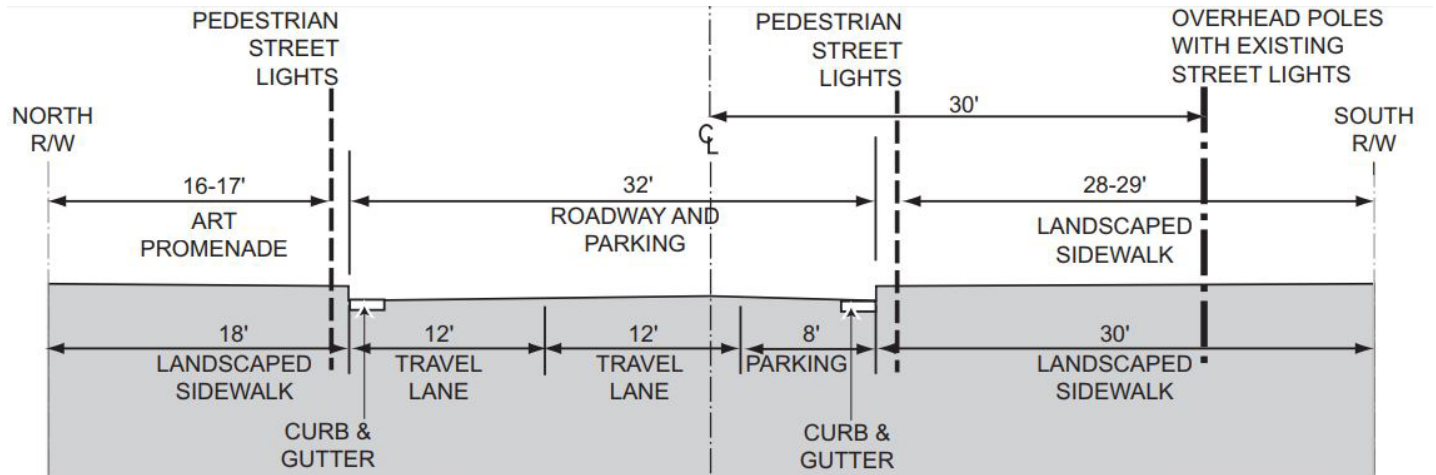 PEDESTRIAN
STREET
LIGHTS
PEDESTRIAN
STREET
LIGHTS
OVERHEAD POLES
WITH EXISTING
STREET LIGHTS
30'
NORTH
R/W
℄
SOUTH
R/W
16-17'
ART
PROMENADE
32'
ROADWAY AND
PARKING
28-29'
LANDSCAPED
SIDEWALK
18'
LANDSCAPED
SIDEWALK
12'
TRAVEL
LANE
12'
TRAVEL
LANE
8'
PARKING
30'
LANDSCAPED
SIDEWALK
CURB &
GUTTER
CURB &
GUTTER